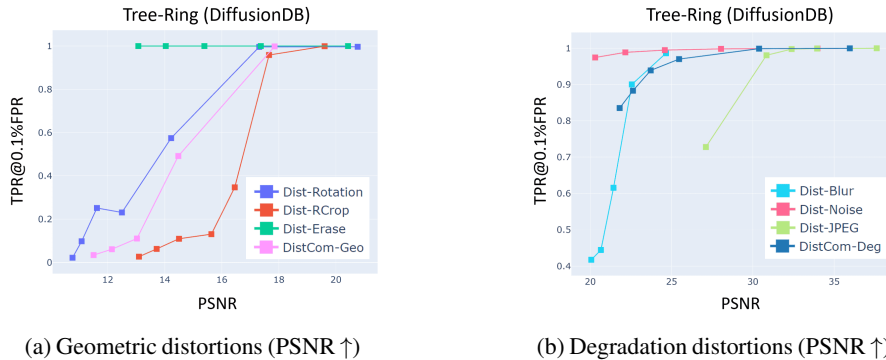 Tree-Ring (DiffusionDB)
TPR@0.1%FPR
1
0.8
0.6
0.4
0.2
0
12
14
16
18
20
Dist-Rotation
Dist-RCrop
Dist-Erase
DistCom-Geo
PSNR
(a) Geometric distortions (PSNR ↑)
Tree-Ring (DiffusionDB)
TPR@0.1%FPR
1
0.9
0.8
0.7
0.6
0.5
0.4
20
25
30
35
Dist-Blur
Dist-Noise
Dist-JPEG
DistCom-Deg
PSNR
(b) Degradation distortions (PSNR ↑)